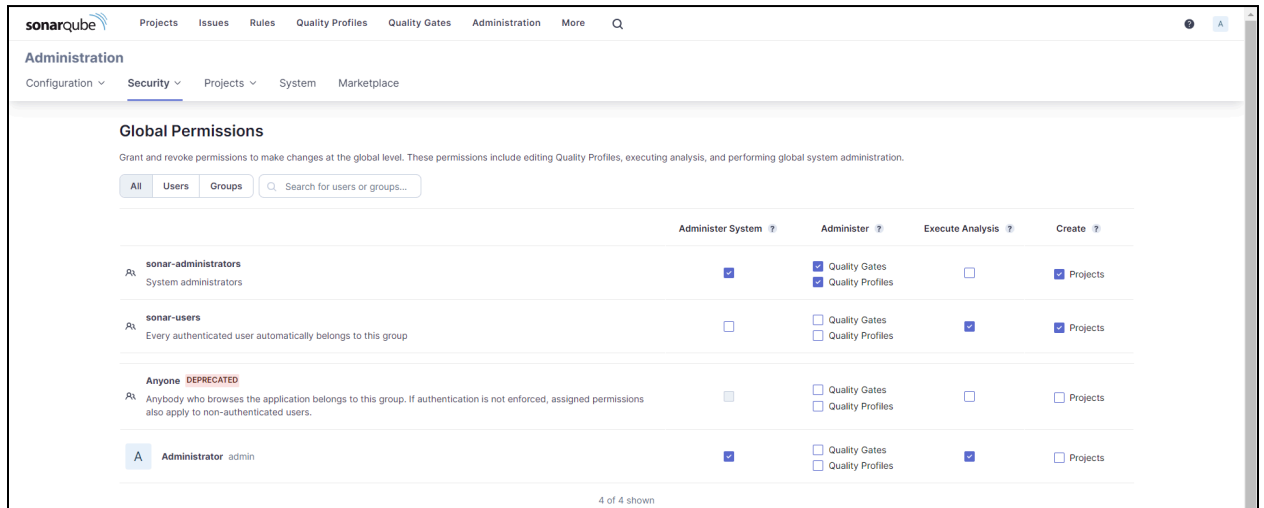 sonarqube Projects Issues Rules Quality Profiles Quality Gates Administration More ? A
Administration
Configuration Security Projects System Marketplace
Global Permissions
Grant and revoke permissions to make changes at the global level. These permissions include editing Quality Profiles, executing analysis, and performing global system administration.
All Users Groups Search for users or groups...
Administer System ? Administer ? Execute Analysis ? Create ?
sonar-administrators
System administrators
Quality Gates
Quality Profiles
Projects
sonar-users
Every authenticated user automatically belongs to this group
Quality Gates
Quality Profiles
Projects
Anyone DEPRECATED
Anybody who browses the application belongs to this group. If authentication is not enforced, assigned permissions
also apply to non-authenticated users.
Quality Gates
Quality Profiles
Projects
A Administrator admin
Quality Gates
Quality Profiles
Projects
4 of 4 shown